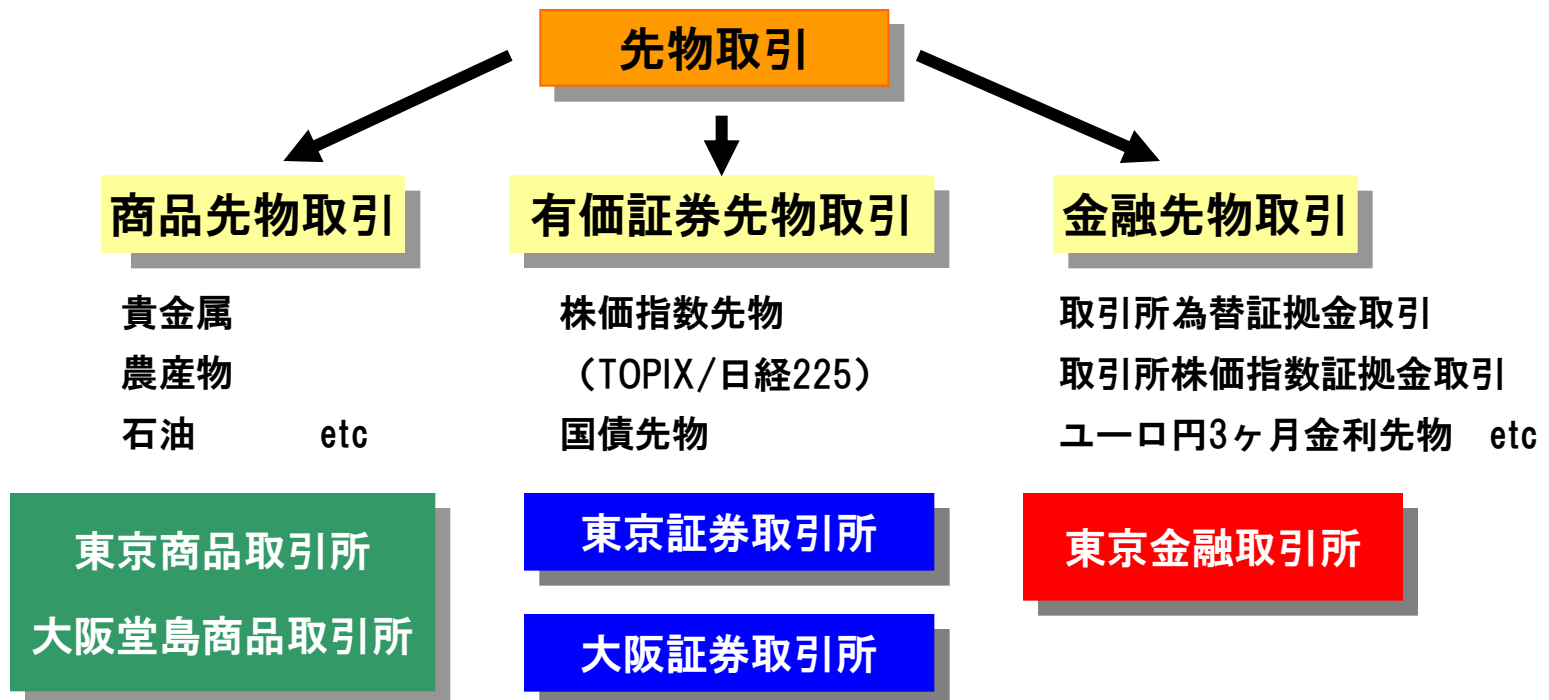 先物取引
商品先物取引
貴金属
農産物
石油 etc
東京商品取引所
大阪堂島商品取引所
有価証券先物取引
株価指数先物
（TOPIX/日経225）
国債先物
東京証券取引所
大阪証券取引所
金融先物取引
取引所為替証拠金取引
取引所株価指数証拠金取引
ユーロ円3ヶ月金利先物 etc
東京金融取引所